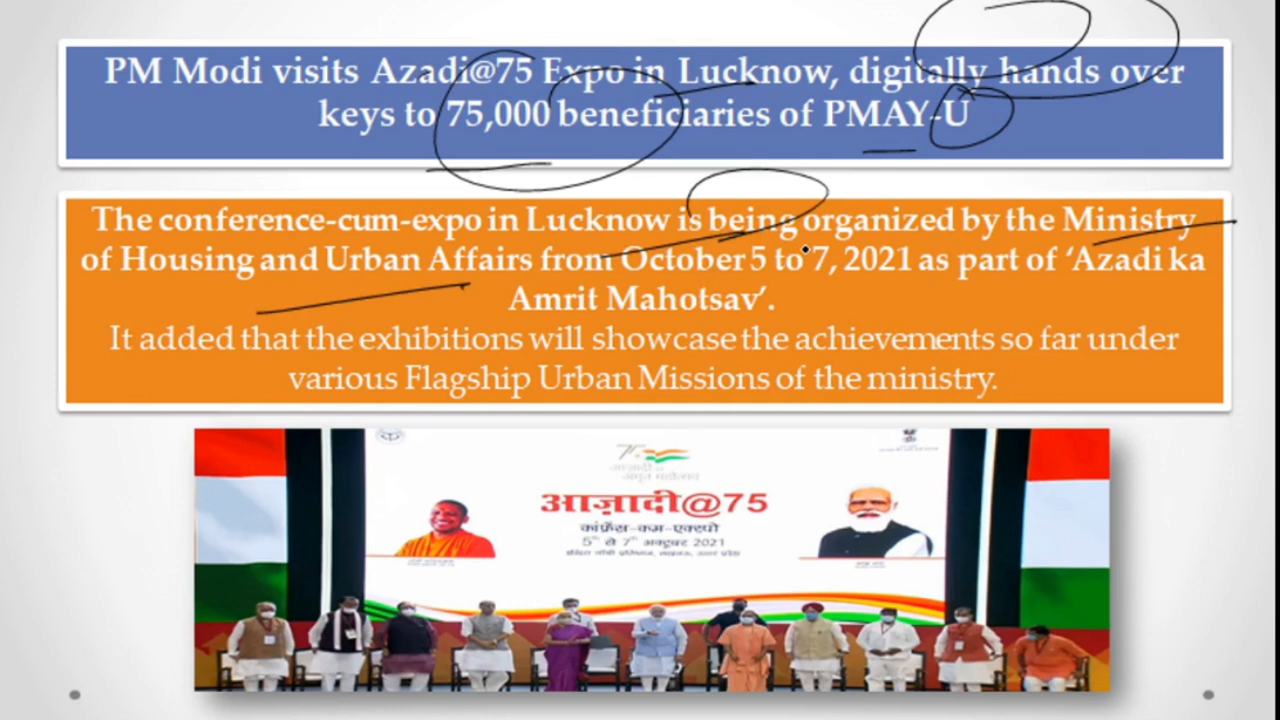 PM Modi visits Azadi@75 Expo in Lucknow, digitally hands over
keys to 75,000 beneficiaries of PMAY-U
The conference-cum-expo in Lucknow is being organized by the Ministry
of Housing and Urban Affairs from October 5 to 7, 2021 as part of ‘Azadi ka
Amrit Mahotsav’.
It added that the exhibitions will showcase the achievements so far under
various Flagship Urban Missions of the ministry.
आज़ादी@75
कांफ्रेंस-कम-एक्सपो
5th से 7th अक्टूबर 2021